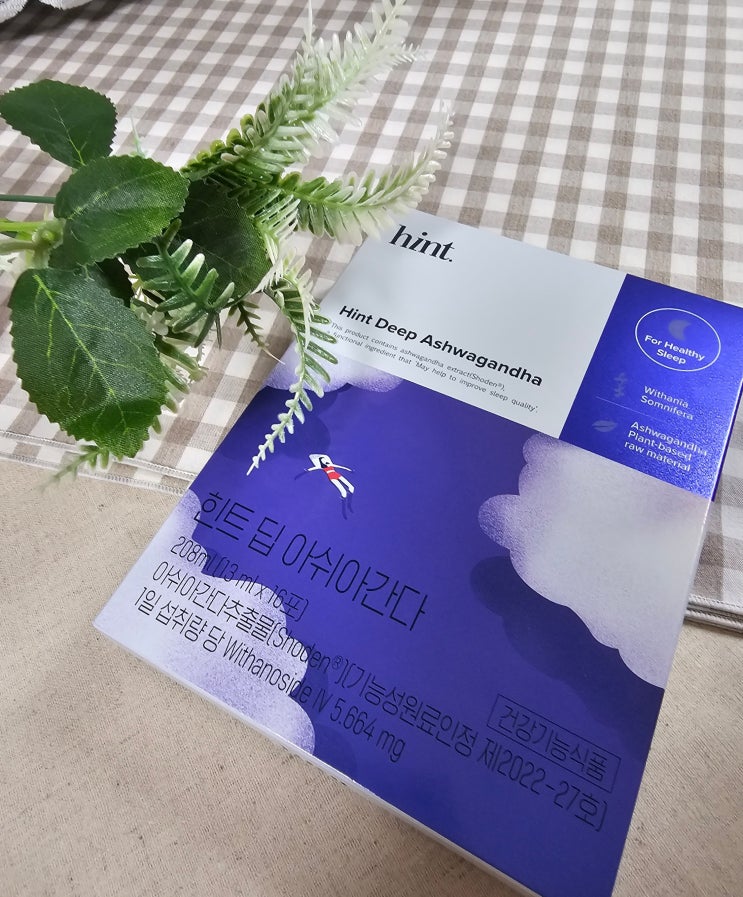 hint.
Hint Deep Ashwagandha
This product contains ashwagandha extract(Shoden®),
a functional ingredient that 'May help to improve sleep quality'.
For Healthy
Sleep
Withania
Somnifera
Ashwagandha
Plant-based
raw material
힌트 딥 아쉬아간다
208ml (13 ml x 16포)
아쉬아간다추출물(Shoden®)(기능성원료인정 제2022-27호)
1일 섭취량 당 Withanoside IV 5.664 mg
건강기능식품